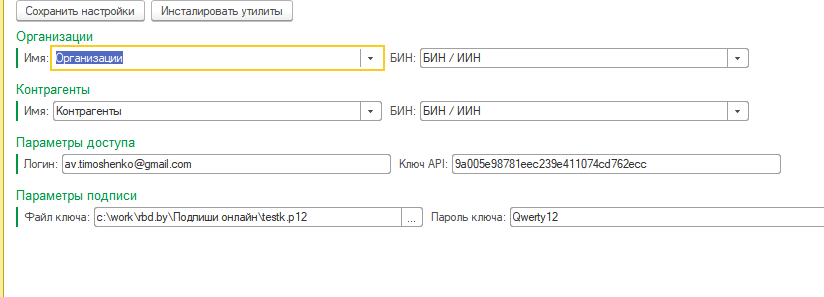 Сохранить настройки Инсталировать утилиты
Организации
Имя: Организации БИН: БИН / ИИН
Контрагенты
Имя: Контрагенты БИН: БИН / ИИН
Параметры доступа
Логин: av.timoshenko@gmail.com Ключ API: 9a005e98781eec239e411074cd762ecc
Параметры подписи
Файл ключа: c:\work\rbd.by\Подпиши онлайн\testk.p12 ... Пароль ключа: Qwerty12